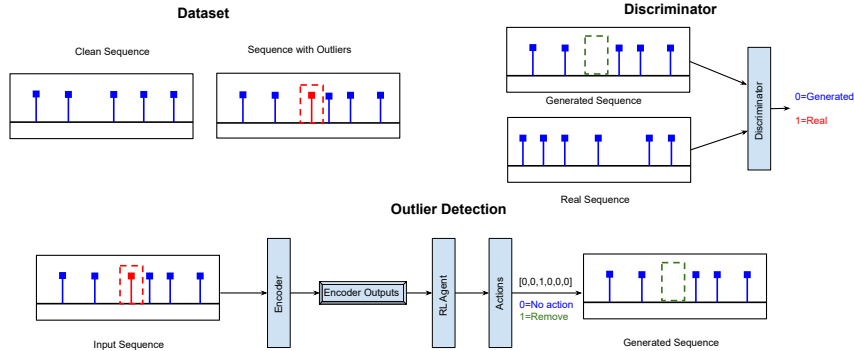 Dataset
Clean Sequence
Sequence with Outliers
Discriminator
Generated Sequence
Real Sequence
Discriminator
0=Generated
1=Real
Outlier Detection
Input Sequence
Encoder
Encoder Outputs
RL Agent
Actions
[0,0,1,0,0,0]
0=No action
1=Remove
Generated Sequence